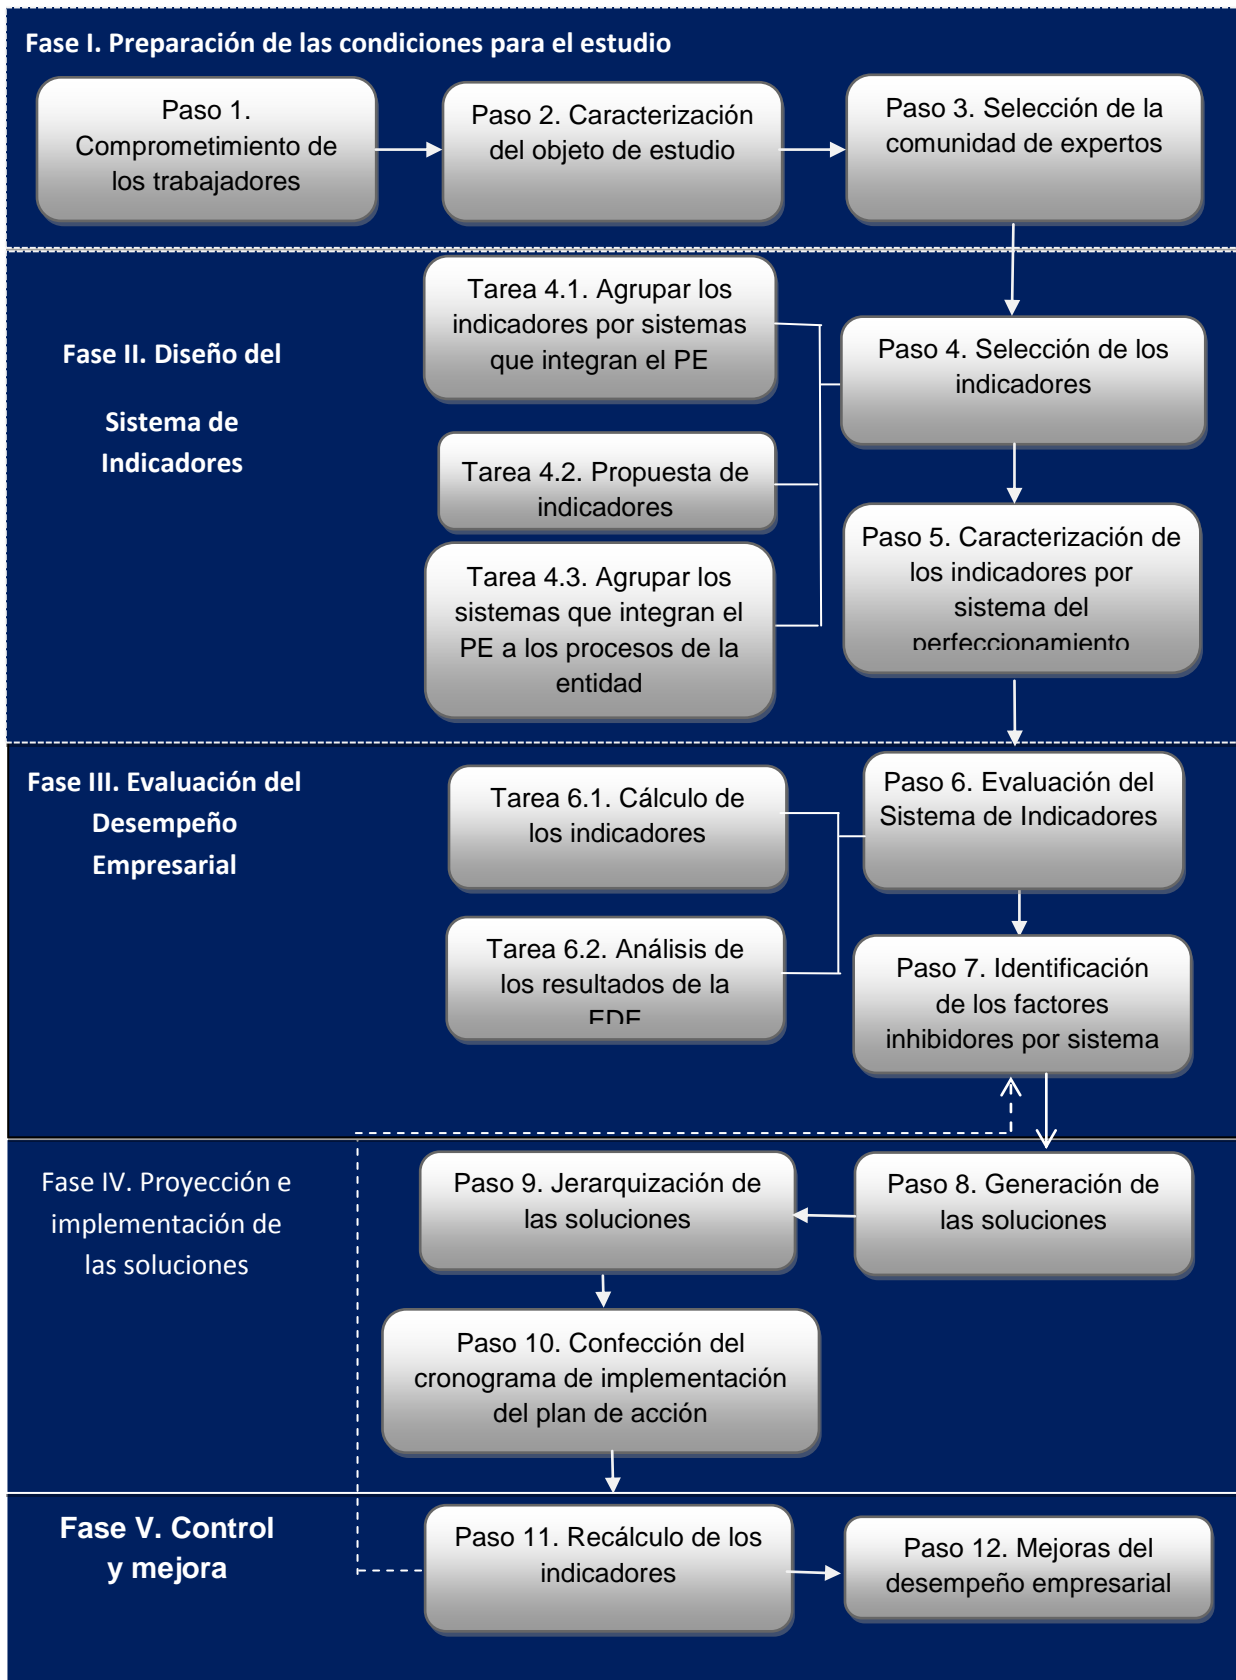 Fase I. Preparación de las condiciones para el estudio
Paso 1.
Comprometimiento de
los trabajadores
Paso 2. Caracterización
del objeto de estudio
Paso 3. Selección de la
comunidad de expertos
Fase II. Diseño del
Sistema de
Indicadores
Tarea 4.1. Agrupar los
indicadores por sistemas
que integran el PE
Tarea 4.2. Propuesta de
indicadores
Tarea 4.3. Agrupar los
sistemas que integran el
PE a los procesos de la
entidad
Paso 4. Selección de los
indicadores
Paso 5. Caracterización de
los indicadores por
sistema del
perfeccionamiento
Fase III. Evaluación del
Desempeño
Empresarial
Tarea 6.1. Cálculo de
los indicadores
Tarea 6.2. Análisis de
los resultados de la
EDE
Paso 6. Evaluación del
Sistema de Indicadores
Paso 7. Identificación
de los factores
inhibidores por sistema
Fase IV. Proyección e
implementación de
las soluciones
Paso 9. Jerarquización de
las soluciones
Paso 8. Generación de
las soluciones
Paso 10. Confección del
cronograma de implementación
del plan de acción
Fase V. Control
y mejora
Paso 11. Recálculo de los
indicadores
Paso 12. Mejoras del
desempeño empresarial